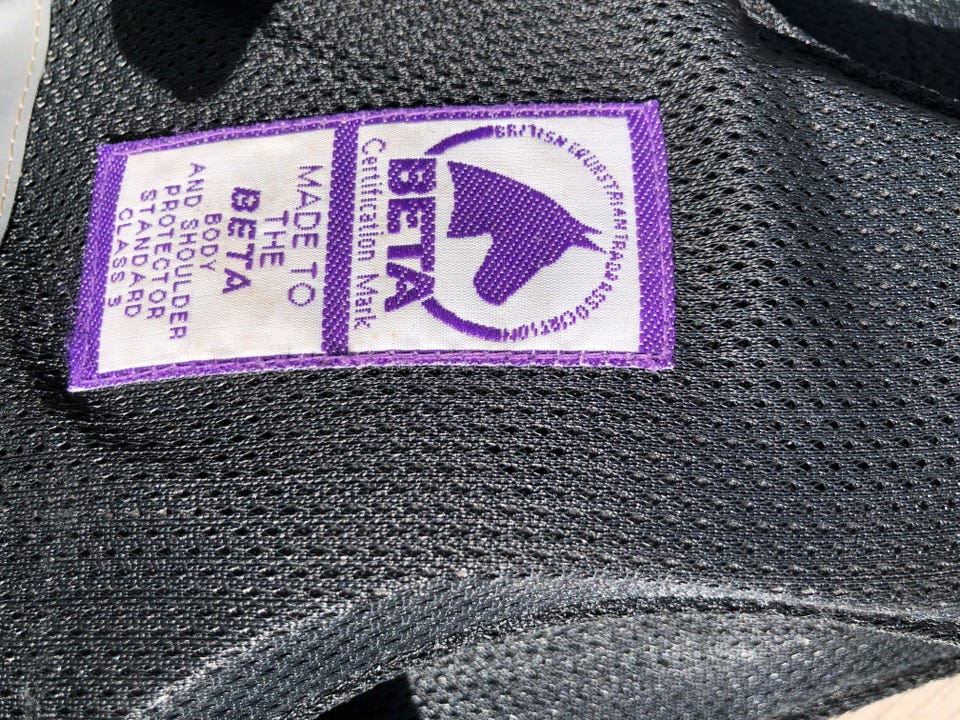 BRITISH EQUESTRIAN TRADE ASSOCIATION
BETA
Certification Mark
MADE TO
THE
BETA
BODY
AND SHOULDER
PROTECTOR
STANDARD
CLASS 3